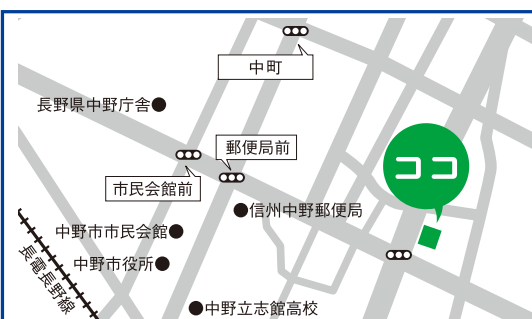 中町
長野県中野庁舎
郵便局前
市民会館前
ココ
信州中野郵便局
中野市市民会館
中野市役所
長電長野線
中野立志館高校